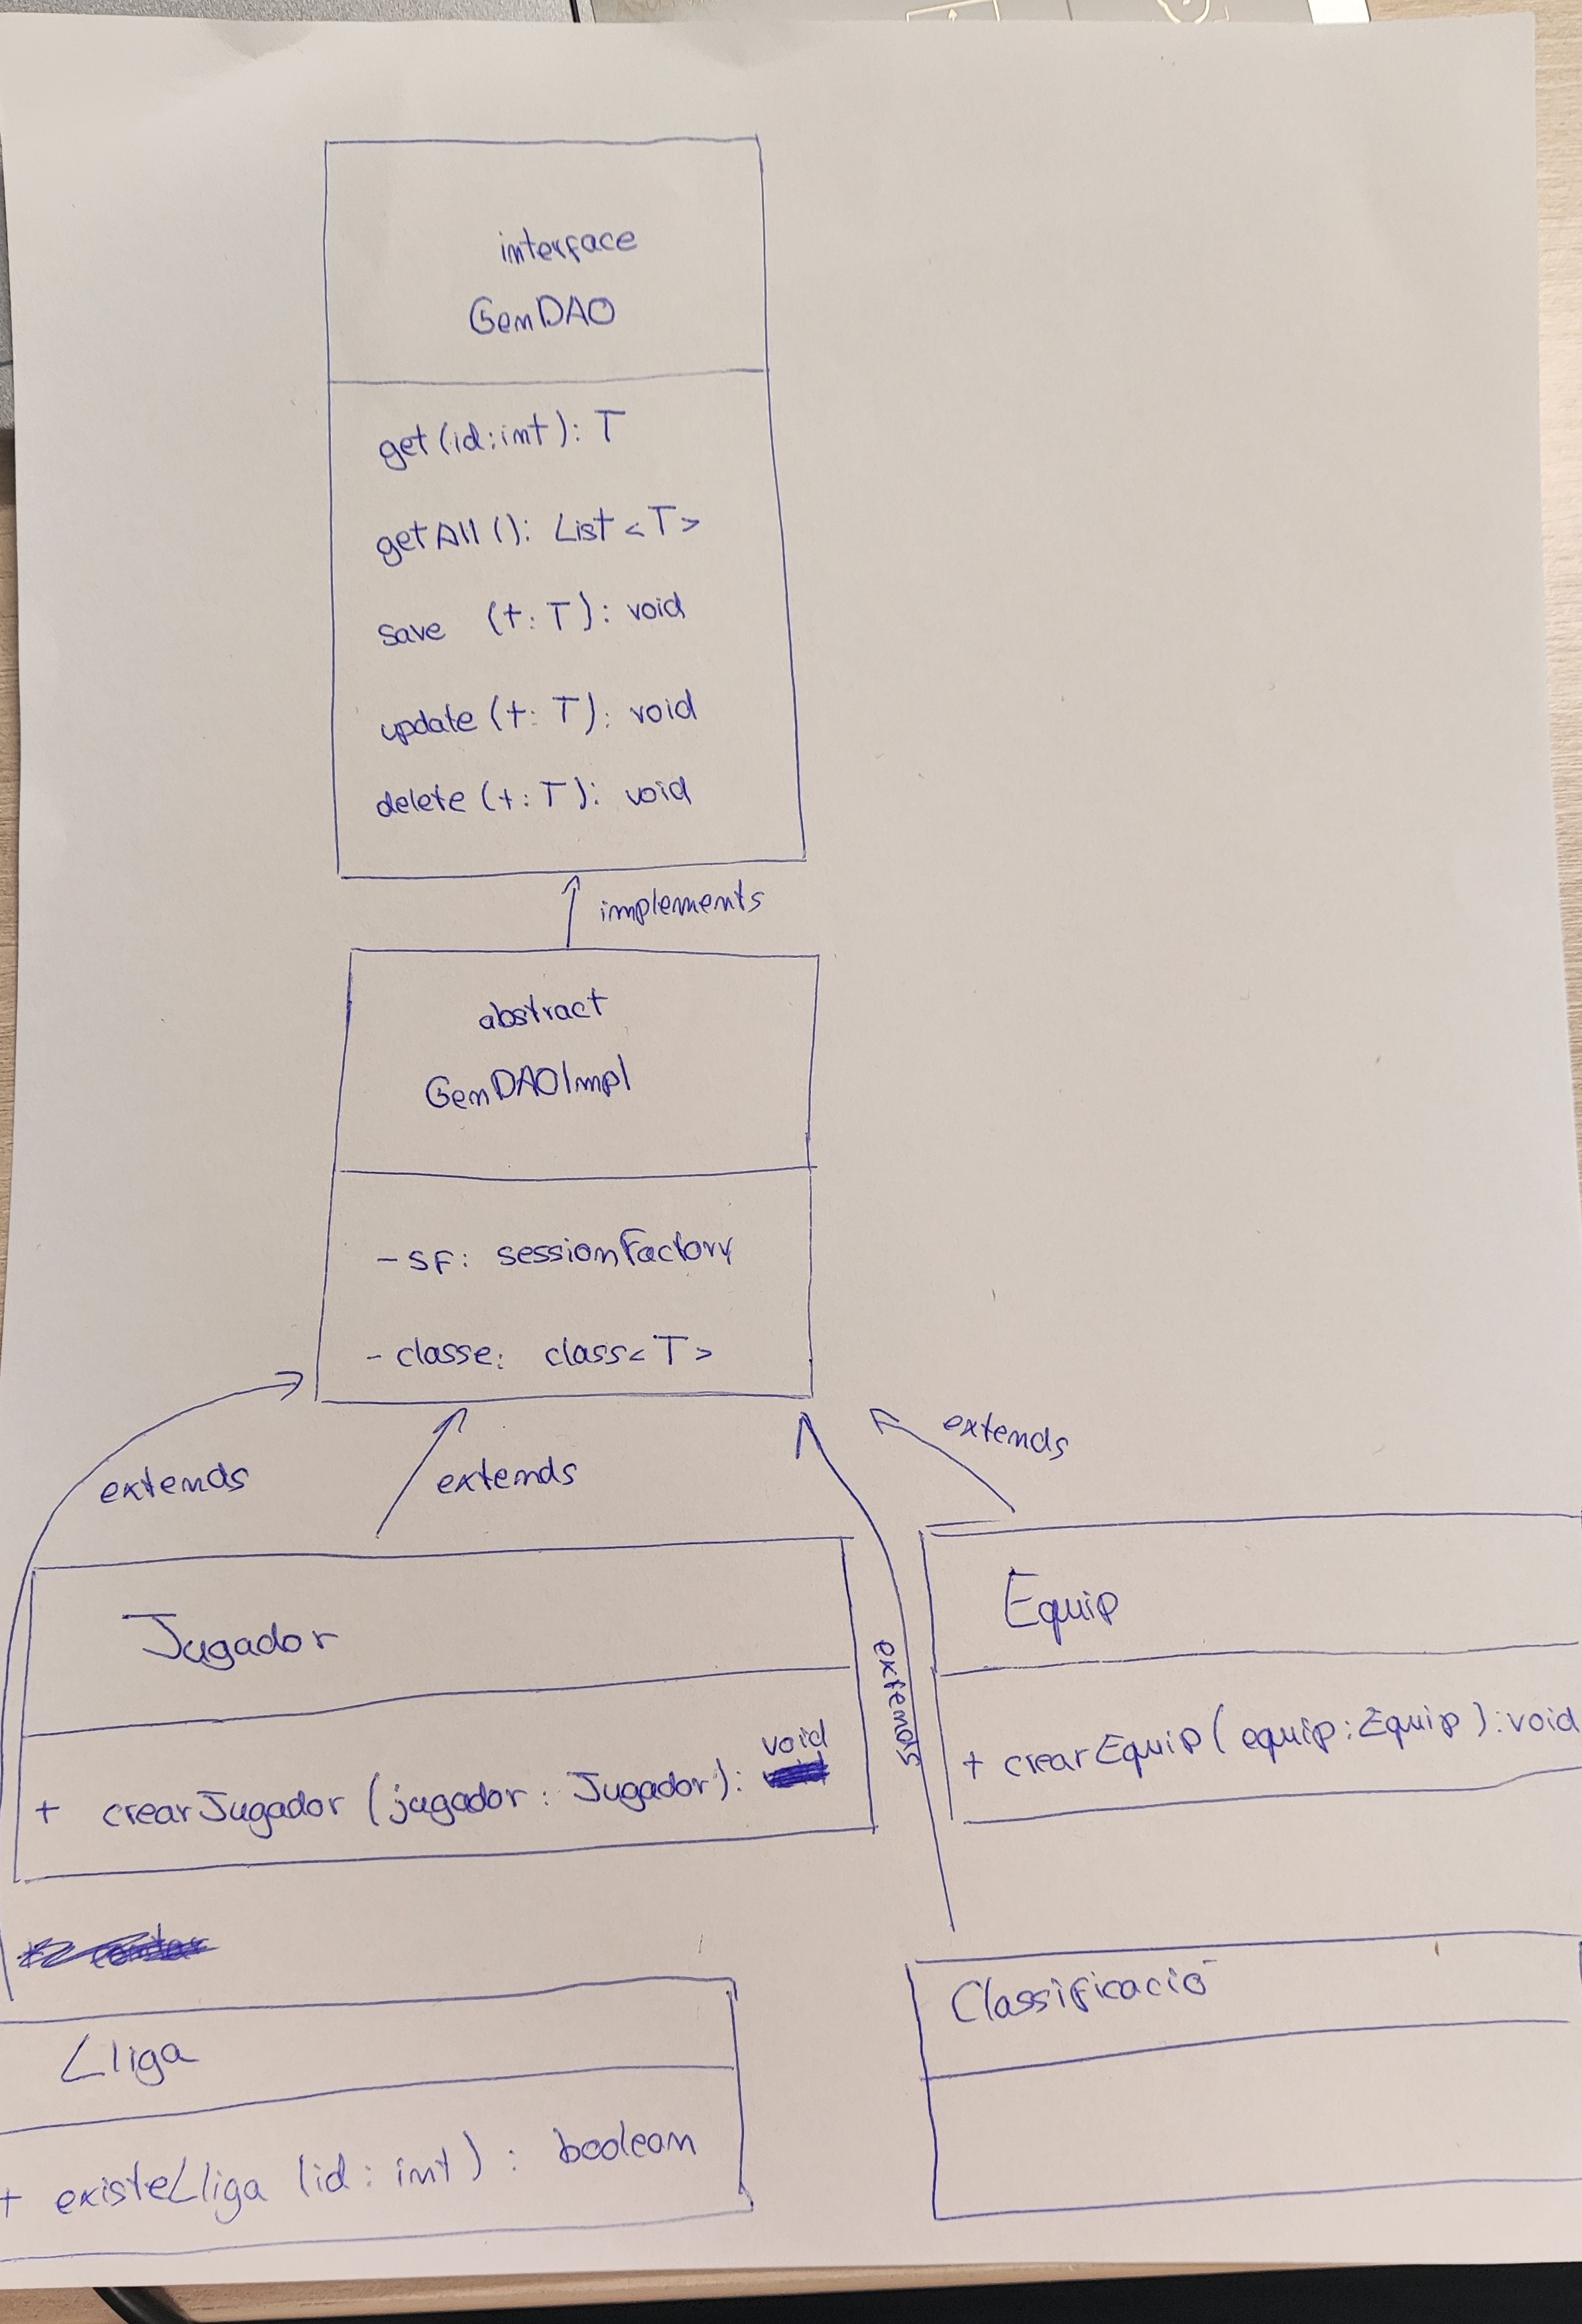 interface
GenDAO
get(id:int): T
getAll(): List<T>
save (t: T): void
update (t: T): void
delete (t: T): void
implements
abstract
GenDAOImpl
- SF: sessionFactory
- classe: class<T>
extends
extends
extends
extends
Jugador
+ crearJugador (jugador: Jugador): void
Equip
+ crearEquip (equip: Equip): void
Lliga
+ existeLliga (id: int): boolean
Classificació